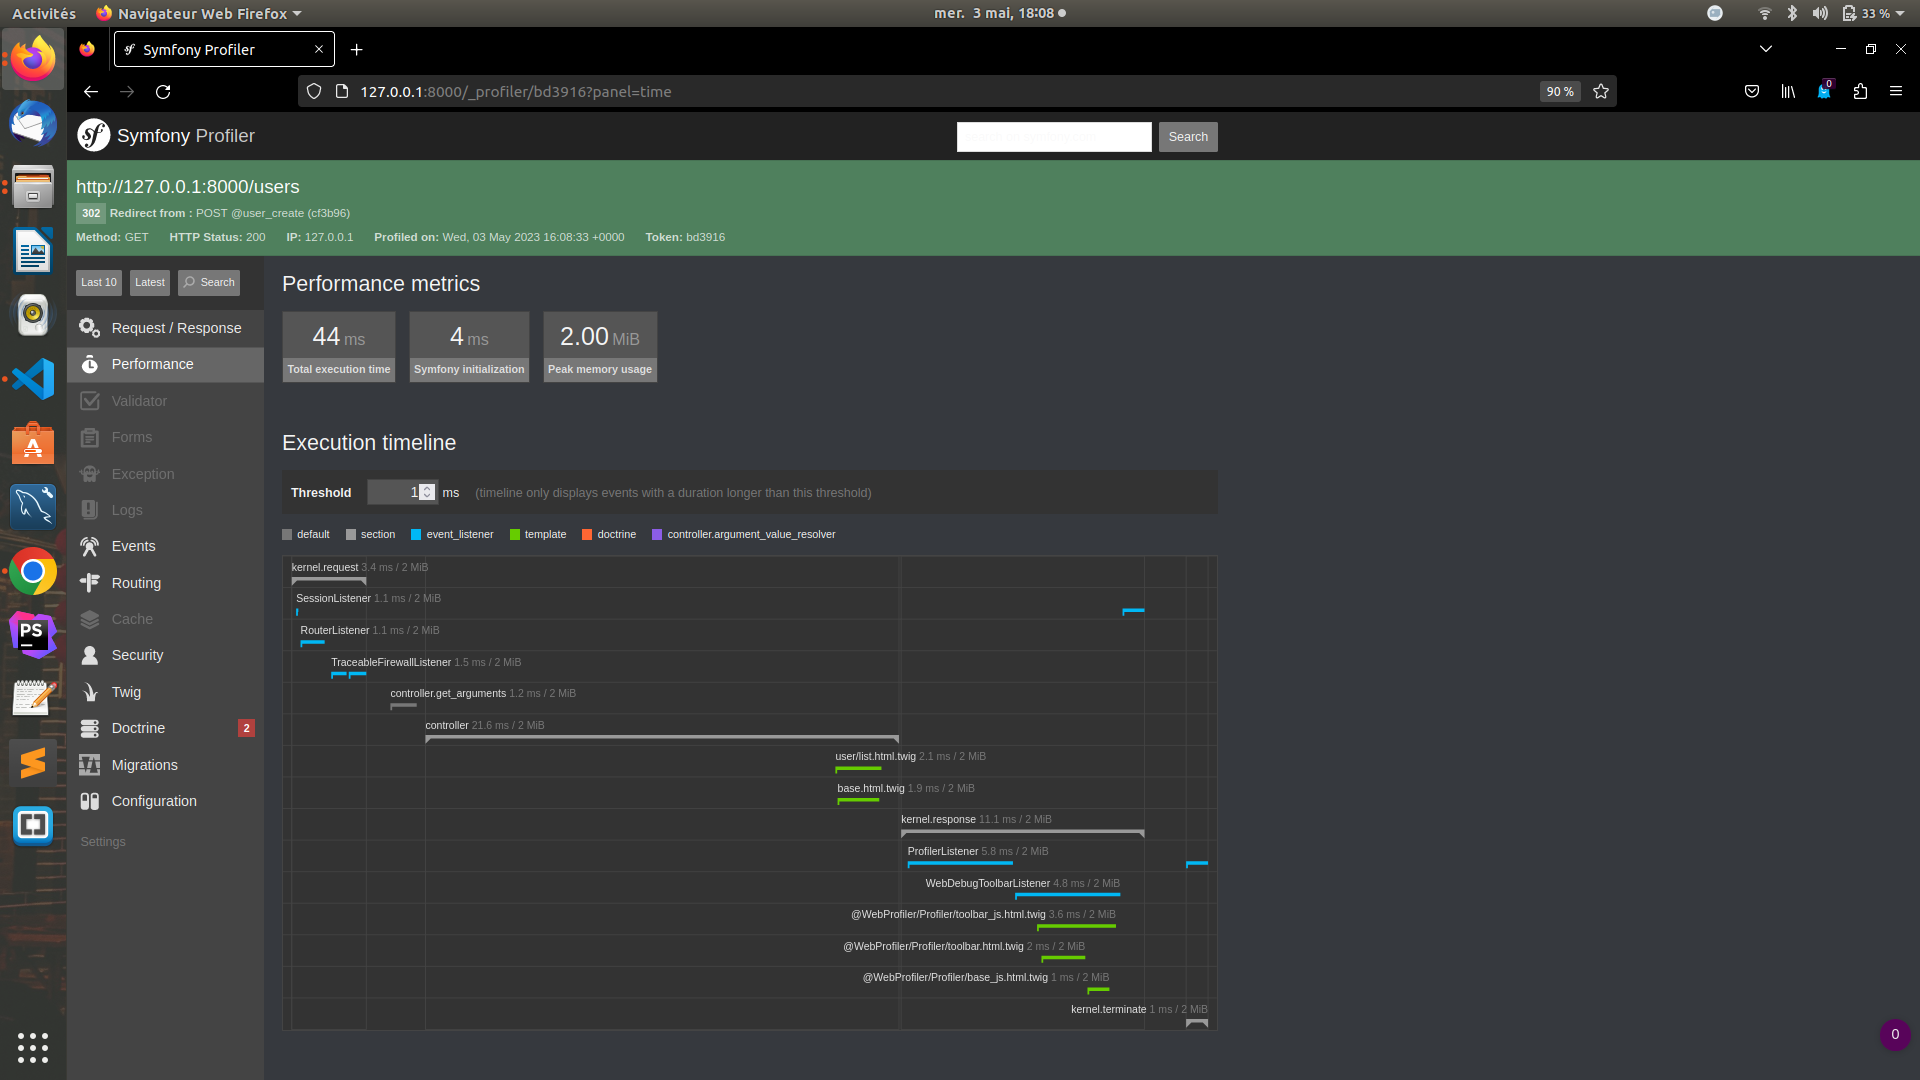 Activités
Navigateur Web Firefox
mer. 3 mai, 18:08
33 %
Symfony Profiler
127.0.0.1:8000/_profiler/bd3916?panel=time
90 %
0
Symfony Profiler
Search
http://127.0.0.1:8000/users
302 Redirect from : POST @user_create (cf3b96)
Method: GET HTTP Status: 200 IP: 127.0.0.1 Profiled on: Wed, 03 May 2023 16:08:33 +0000 Token: bd3916
Last 10
Latest
Search
Request / Response
Performance
Validator
Forms
Exception
Logs
Events
Routing
Cache
Security
Twig
Doctrine 2
Migrations
Configuration
Settings
Performance metrics
44 ms
Total execution time
4 ms
Symfony initialization
2.00 MiB
Peak memory usage
Execution timeline
Threshold 1 ms (timeline only displays events with a duration longer than this threshold)
default section event_listener template doctrine controller.argument_value_resolver
kernel.request 3.4 ms / 2 MiB
SessionListener 1.1 ms / 2 MiB
RouterListener 1.1 ms / 2 MiB
TraceableFirewallListener 1.5 ms / 2 MiB
controller.get_arguments 1.2 ms / 2 MiB
controller 21.6 ms / 2 MiB
user/list.html.twig 2.1 ms / 2 MiB
base.html.twig 1.9 ms / 2 MiB
kernel.response 11.1 ms / 2 MiB
ProfilerListener 5.8 ms / 2 MiB
WebDebugToolbarListener 4.8 ms / 2 MiB
@WebProfiler/Profiler/toolbar_js.html.twig 3.6 ms / 2 MiB
@WebProfiler/Profiler/toolbar.html.twig 2 ms / 2 MiB
@WebProfiler/Profiler/base_js.html.twig 1 ms / 2 MiB
kernel.terminate 1 ms / 2 MiB
0
PS